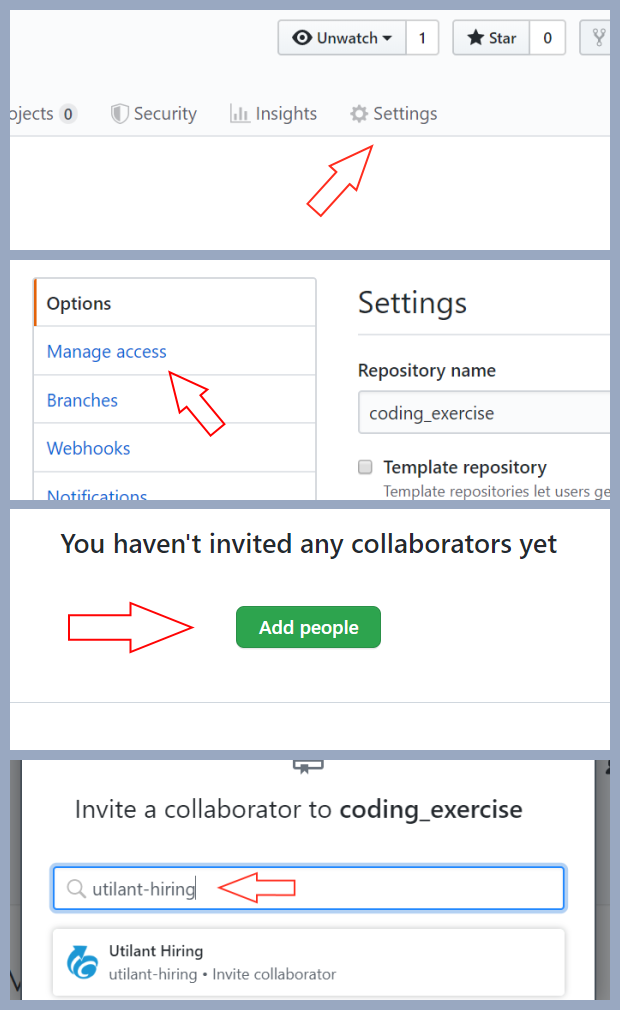 Unwatch 1 Star 0
ojects 0 Security Insights Settings
Options
Manage access
Branches
Webhooks
Notifications
Settings
Repository name
coding_exercise
Template repository
Template repositories let users ge
You haven't invited any collaborators yet
Add people
Invite a collaborator to coding_exercise
utilant-hiring
Utilant Hiring
utilant-hiring • Invite collaborator